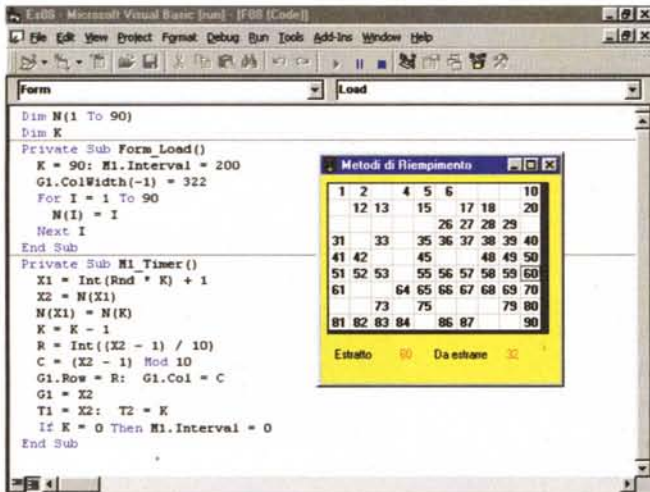 Ex08 - Microsoft Visual Basic [run] - [F08 (Code)]
File Edit View Project Format Debug Run Tools Add-Ins Window Help
Form Load
Dim N(1 To 90)
Dim K
Private Sub Form_Load()
K = 90: M1.Interval = 200
G1.ColWidth(-1) = 322
For I = 1 To 90
N(I) = I
Next I
End Sub
Private Sub M1_Timer()
X1 = Int(Rnd * K) + 1
X2 = N(X1)
N(X1) = N(K)
K = K - 1
R = Int((X2 - 1) / 10)
C = (X2 - 1) Mod 10
G1.Row = R: G1.Col = C
G1 = X2
T1 = X2: T2 = K
If K = 0 Then M1.Interval = 0
End Sub
Metodi di Riempimento
1 2 4 5 6 10
12 13 15 17 18 20
26 27 28 29
31 33 35 36 37 38 39 40
41 42 45 48 49 50
51 52 53 55 56 57 58 59 60
61 64 65 66 67 68 69 70
73 75 79 80
81 82 83 84 86 87 90
Estratto 60 Da estrarre 32